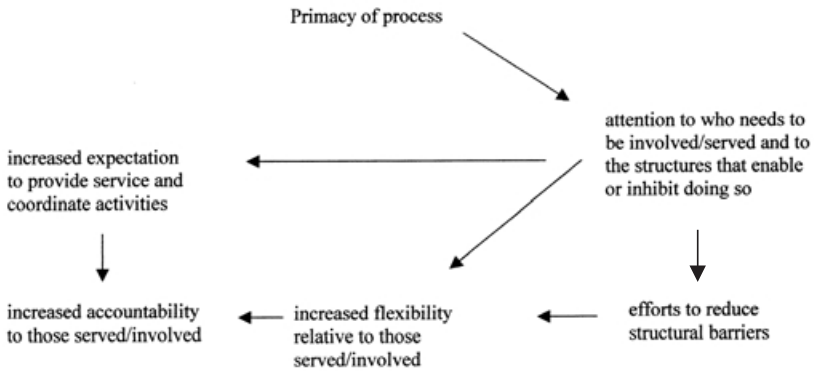 Primacy of process
attention to who needs to
be involved/served and to
the structures that enable
or inhibit doing so
increased expectation
to provide service and
coordinate activities
increased accountability
to those served/involved
increased flexibility
relative to those
served/involved
efforts to reduce
structural barriers